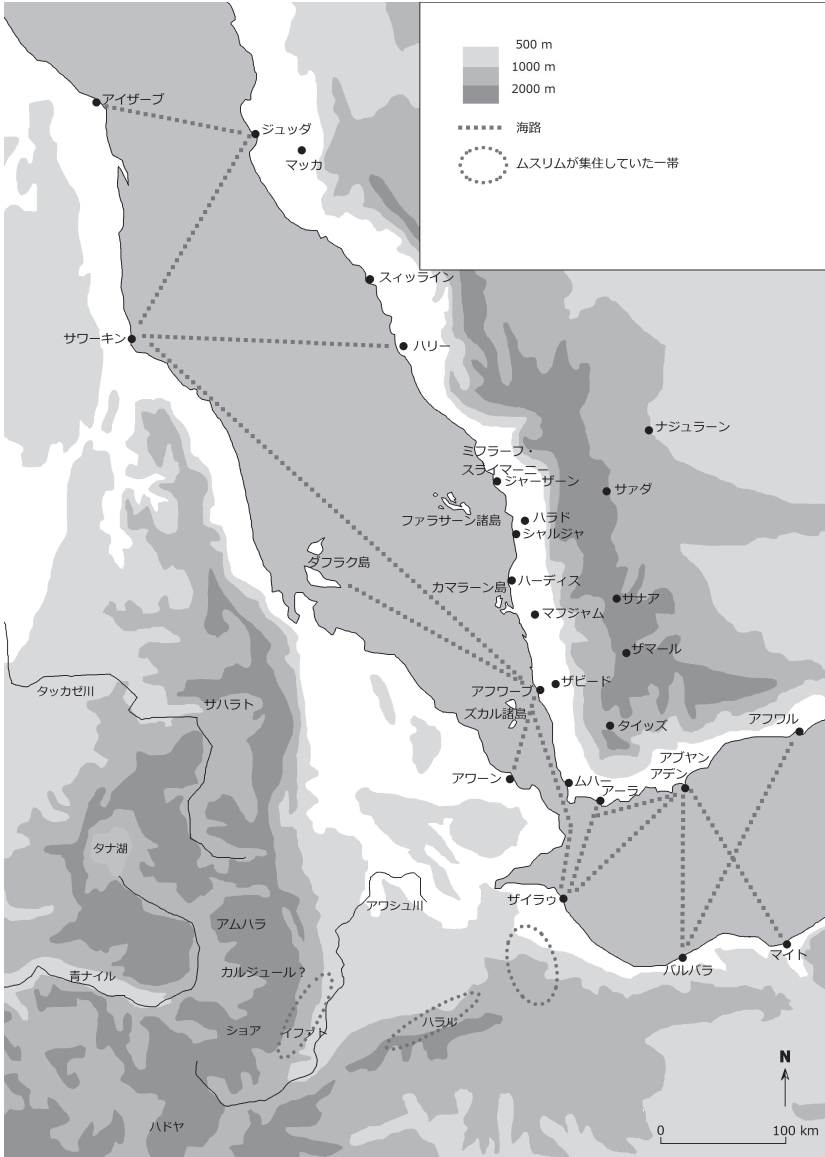 500 m
1000 m
2000 m
海路
ムスリムが集住していた一帯
アイザーブ
ジュッダ
マッカ
スィッライン
サワーキン
ハリー
ナジュラーン
ミフラーフ・
スライマーニー
ジャーザーン
サァダ
ファラサーン諸島
ハラド
シャルジャ
ダフラク島
カマラーン島
ハーディス
サナア
マフジャム
ザマール
タッカゼ川
サハラト
アフワーブ
ザビード
ズカル諸島
タイッズ
アフワル
アブヤン
アデン
アワーン
ムハー
アーラ
タナ湖
ザイラゥ
アワシュ川
アムハラ
カルジュール？
青ナイル
バルバラ
マイト
ショア
イファト
ハラル
ハドヤ
N
0
100 km